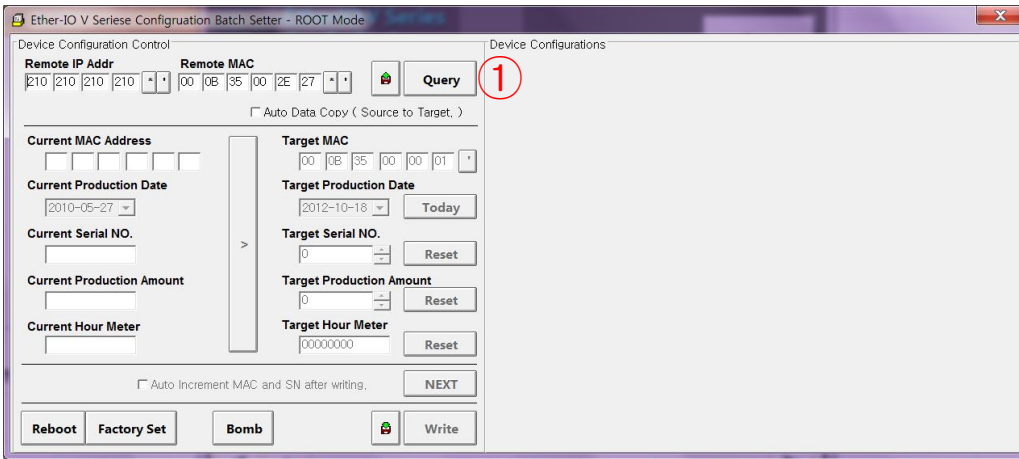 Ether-IO V Seriese Configruation Batch Setter - ROOT Mode
Device Configuration Control
Device Configurations
Remote IP Addr Remote MAC
210 210 210 210 * ' 00 0B 35 00 2E 27 * ' Query ①
Auto Data Copy ( Source to Target, )
Current MAC Address Target MAC
00 0B 35 00 00 01 '
Current Production Date Target Production Date
2010-05-27 2012-10-18 Today
Current Serial NO. Target Serial NO.
> 0 Reset
Current Production Amount Target Production Amount
0 Reset
Current Hour Meter Target Hour Meter
00000000 Reset
Auto Increment MAC and SN after writing, NEXT
Reboot Factory Set Bomb Write